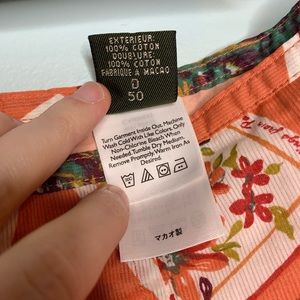 EXTERIEUR:
100% COTON
DOUBLURE:
100% COTON
FABRIQUÉ À MACAO
D
50
Turn Garment Inside Out. Machine
Wash Cold With Like Colors. Only
Non-Chlorine Bleach When
Needed. Tumble Dry Medium.
Remove Promptly. Warm Iron As
Desired.
マカオ製